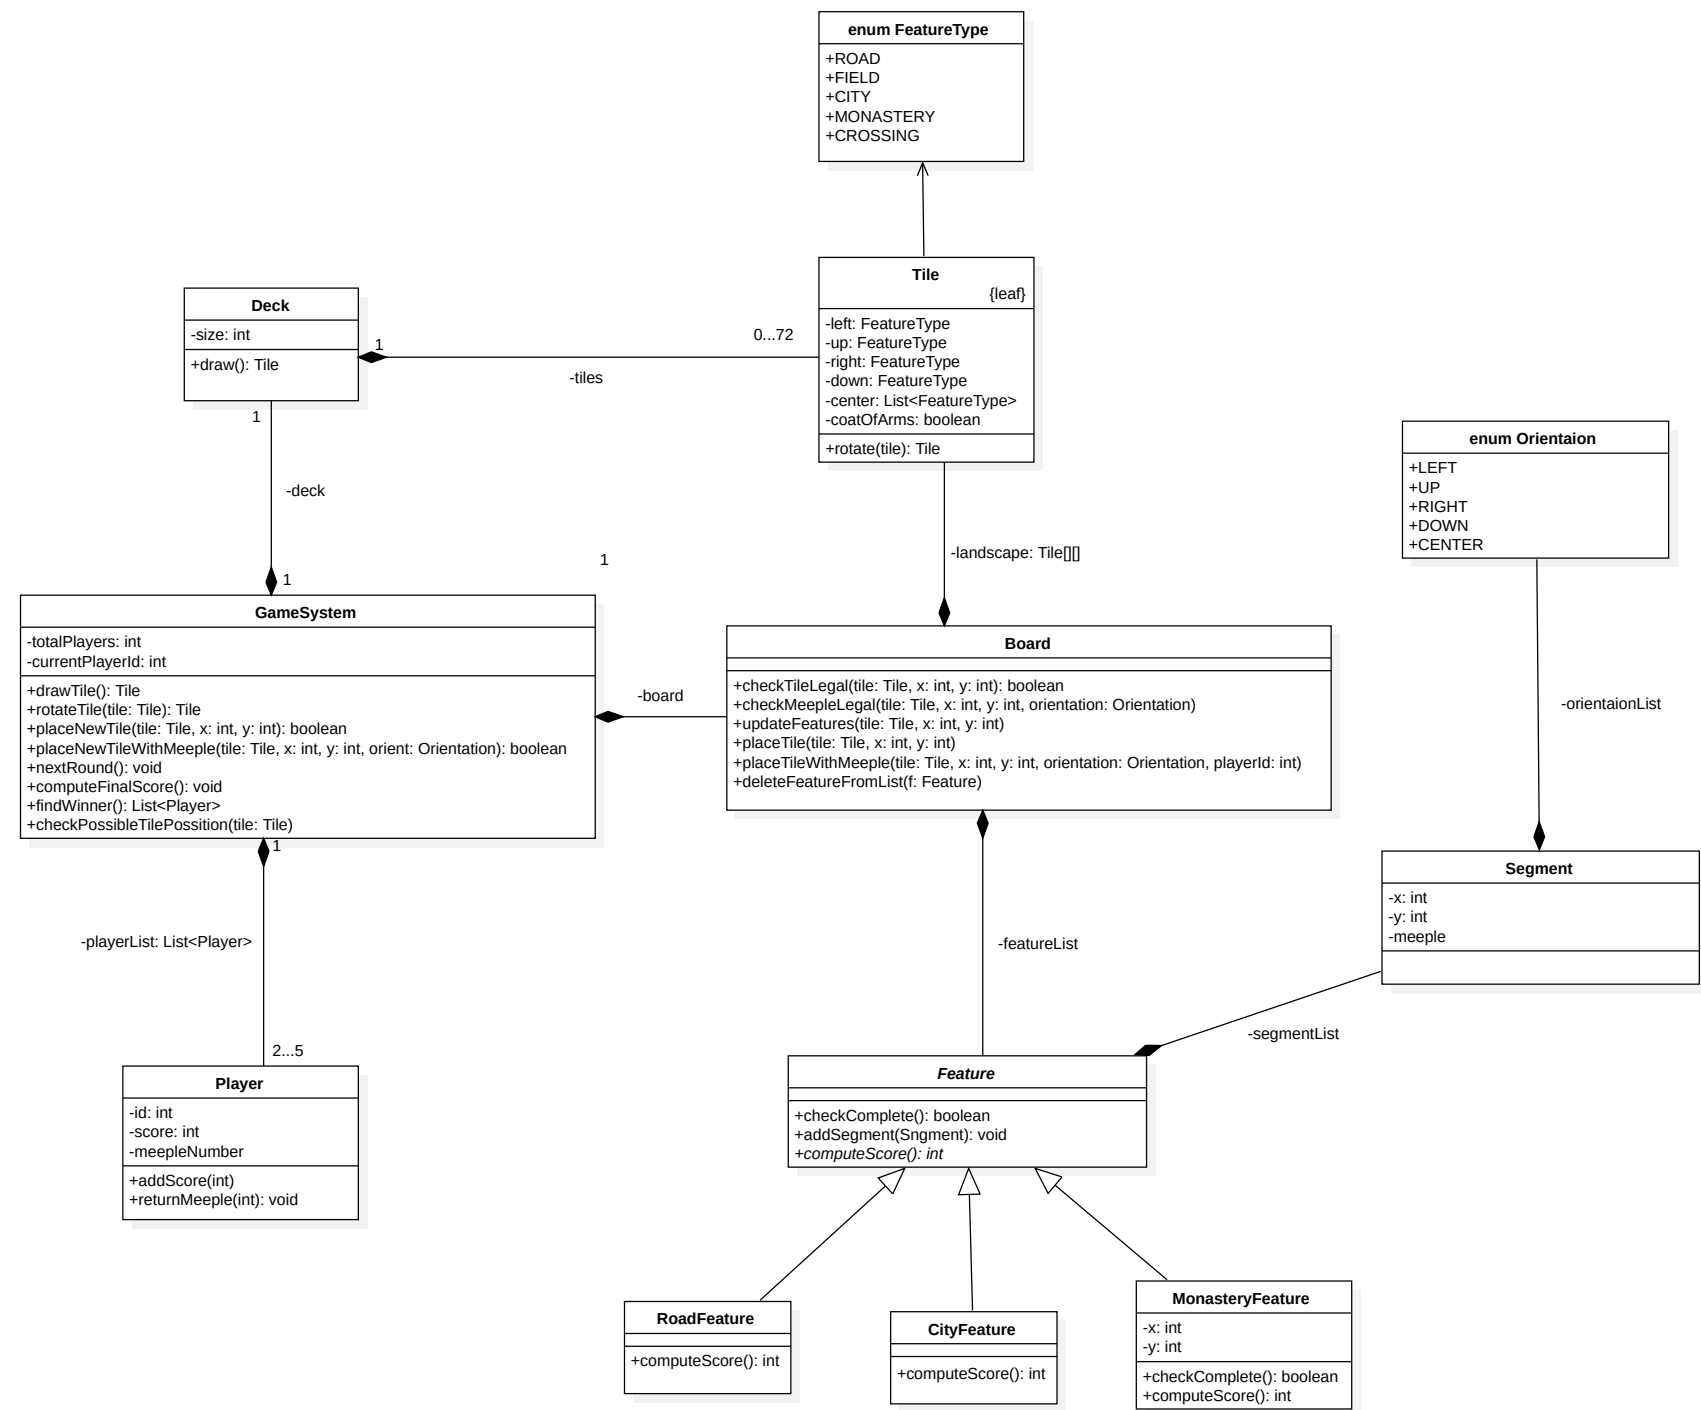 enum FeatureType
+ROAD
+FIELD
+CITY
+MONASTERY
+CROSSING
Tile
{leaf}
-left: FeatureType
-up: FeatureType
-right: FeatureType
-down: FeatureType
-center: List<FeatureType>
-coatOfArms: boolean
+rotate(tile): Tile
Deck
-size: int
+draw(): Tile
1
0...72
-tiles
1
-deck
1
1
enum Orientaion
+LEFT
+UP
+RIGHT
+DOWN
+CENTER
-landscape: Tile[][]
GameSystem
-totalPlayers: int
-currentPlayerId: int
+drawTile(): Tile
+rotateTile(tile: Tile): Tile
+placeNewTile(tile: Tile, x: int, y: int): boolean
+placeNewTileWithMeeple(tile: Tile, x: int, y: int, orient: Orientation): boolean
+nextRound(): void
+computeFinalScore(): void
+findWinner(): List<Player>
+checkPossibleTilePossition(tile: Tile)
-board
Board
+checkTileLegal(tile: Tile, x: int, y: int): boolean
+checkMeepleLegal(tile: Tile, x: int, y: int, orientation: Orientation)
+updateFeatures(tile: Tile, x: int, y: int)
+placeTile(tile: Tile, x: int, y: int)
+placeTileWithMeeple(tile: Tile, x: int, y: int, orientation: Orientation, playerId: int)
+deleteFeatureFromList(f: Feature)
-orientaionList
Segment
-x: int
-y: int
-meeple
1
-playerList: List<Player>
2...5
-featureList
-segmentList
Player
-id: int
-score: int
-meepleNumber
+addScore(int)
+returnMeeple(int): void
Feature
+checkComplete(): boolean
+addSegment(Sngment): void
+computeScore(): int
RoadFeature
+computeScore(): int
CityFeature
+computeScore(): int
MonasteryFeature
-x: int
-y: int
+checkComplete(): boolean
+computeScore(): int